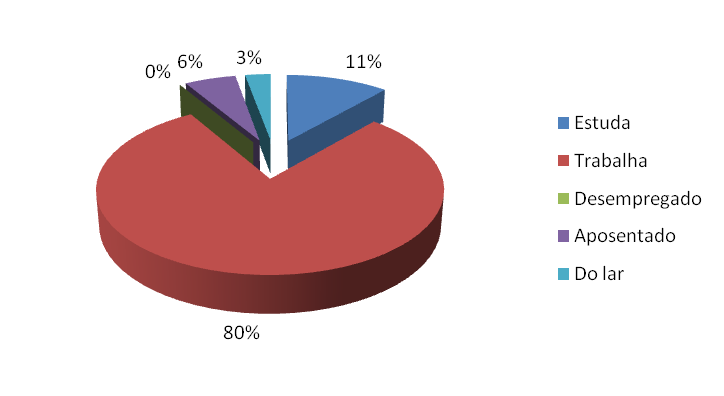 0% 6% 3% 11%
80%
Estuda
Trabalha
Desempregado
Aposentado
Do lar